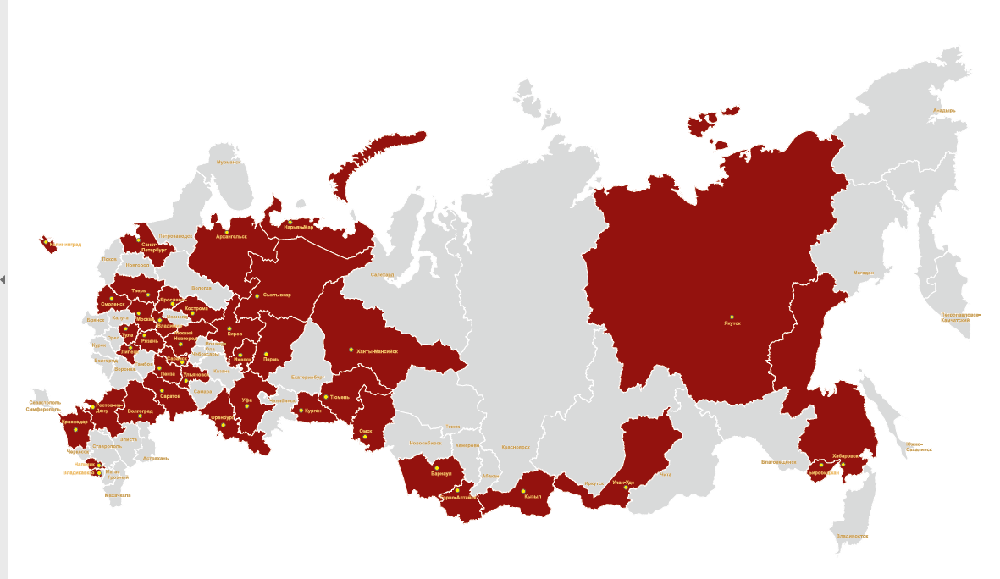 Анадырь
Мурманск
Нарьян-Мар
Архангельск
Петрозаводск
Санкт-
Петербург
Калининград
Псков
Новгород
Салехард
Магадан
Вологда
Тверь
Сыктывкар
Ярославль
Смоленск
Кострома
Петропавловск-
Камчатский
Москва
Иваново
Калуга
Брянск
Владимир
Якутск
Тула
Нижний
Новгород
Киров
Орел
Рязань
Йошкар
Ола
Курск
Липецк
Ханты-Мансийск
Чебоксары
Саранск
Ижевск
Пермь
Белгород
Тамбов
Воронеж
Казань
Пенза
Ульяновск
Екатеринбург
Самара
Саратов
Тюмень
Уфа
Челябинск
Севастополь
Симферополь
Ростов-на-
Дону
Волгоград
Курган
Оренбург
Краснодар
Томск
Омск
Элиста
Новосибирск
Кемерово
Красноярск
Ставрополь
Южно-
Сахалинск
Черкесск
Астрахань
Хабаровск
Благовещенск
Нальчик
Владикавказ
Магас
Грозный
Барнаул
Абакан
Биробиджан
Чита
Иркутск
Улан-Удэ
Махачкала
Горно-Алтайск
Кызыл
Владивосток